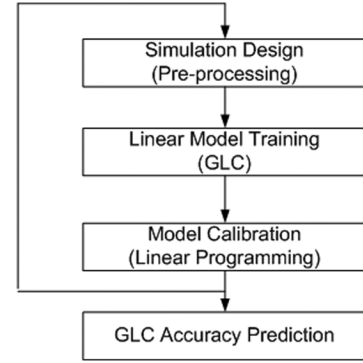 Simulation Design
(Pre-processing)
Linear Model Training
(GLC)
Model Calibration
(Linear Programming)
GLC Accuracy Prediction